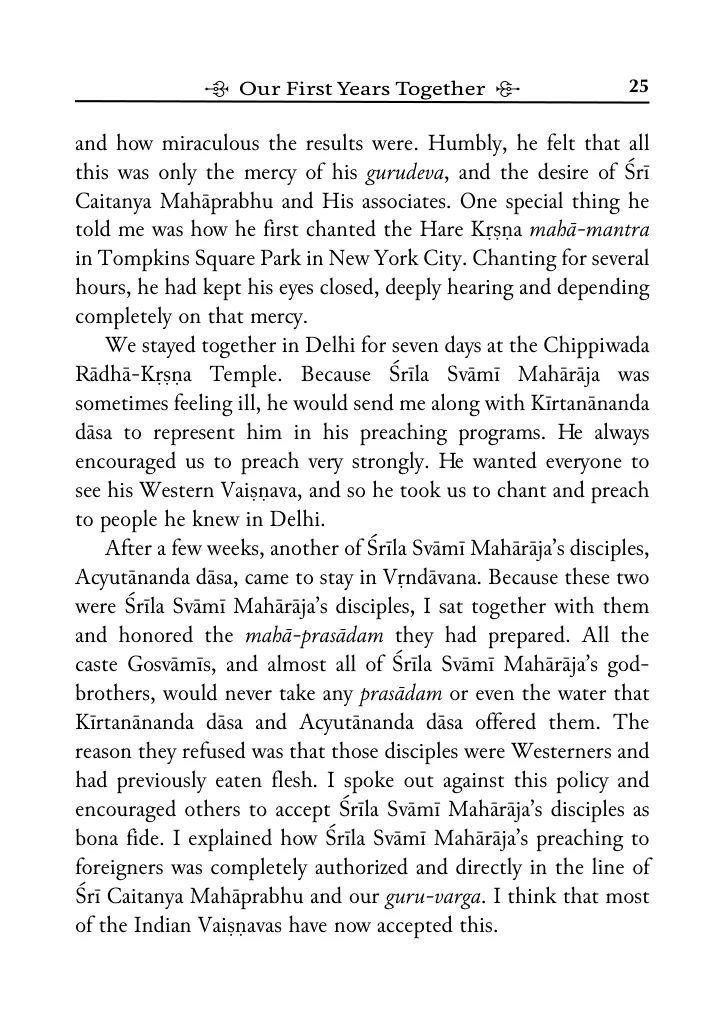 Our First Years Together 25
and how miraculous the results were. Humbly, he felt that all
this was only the mercy of his gurudeva, and the desire of Śrī
Caitanya Mahāprabhu and His associates. One special thing he
told me was how he first chanted the Hare Kṛṣṇa mahā-mantra
in Tompkins Square Park in New York City. Chanting for several
hours, he had kept his eyes closed, deeply hearing and depending
completely on that mercy.
We stayed together in Delhi for seven days at the Chippiwada
Rādhā-Kṛṣṇa Temple. Because Śrīla Svāmī Mahārāja was
sometimes feeling ill, he would send me along with Kīrtanānanda
dāsa to represent him in his preaching programs. He always
encouraged us to preach very strongly. He wanted everyone to
see his Western Vaiṣṇava, and so he took us to chant and preach
to people he knew in Delhi.
After a few weeks, another of Śrīla Svāmī Mahārāja's disciples,
Acyutānanda dāsa, came to stay in Vṛndāvana. Because these two
were Śrīla Svāmī Mahārāja's disciples, I sat together with them
and honored the mahā-prasādam they had prepared. All the
caste Gosvāmīs, and almost all of Śrīla Svāmī Mahārāja's god-
brothers, would never take any prasādam or even the water that
Kīrtanānanda dāsa and Acyutānanda dāsa offered them. The
reason they refused was that those disciples were Westerners and
had previously eaten flesh. I spoke out against this policy and
encouraged others to accept Śrīla Svāmī Mahārāja's disciples as
bona fide. I explained how Śrīla Svāmī Mahārāja's preaching to
foreigners was completely authorized and directly in the line of
Śrī Caitanya Mahāprabhu and our guru-varga. I think that most
of the Indian Vaiṣṇavas have now accepted this.